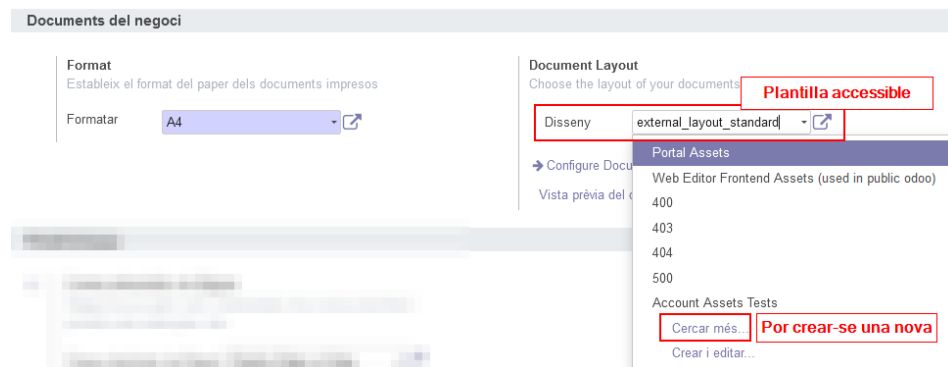 Documents del negoci
Format
Estableix el format del paper dels documents impresos
Formatar
A4
Document Layout
Choose the layout of your documents
Plantilla accessible
Disseny
external_layout_standard
Configure Docu
Vista prèvia del
Portal Assets
Web Editor Frontend Assets (used in public odoo)
400
403
404
500
Account Assets Tests
Cercar més...
Por crear-se una nova
Crear i editar...